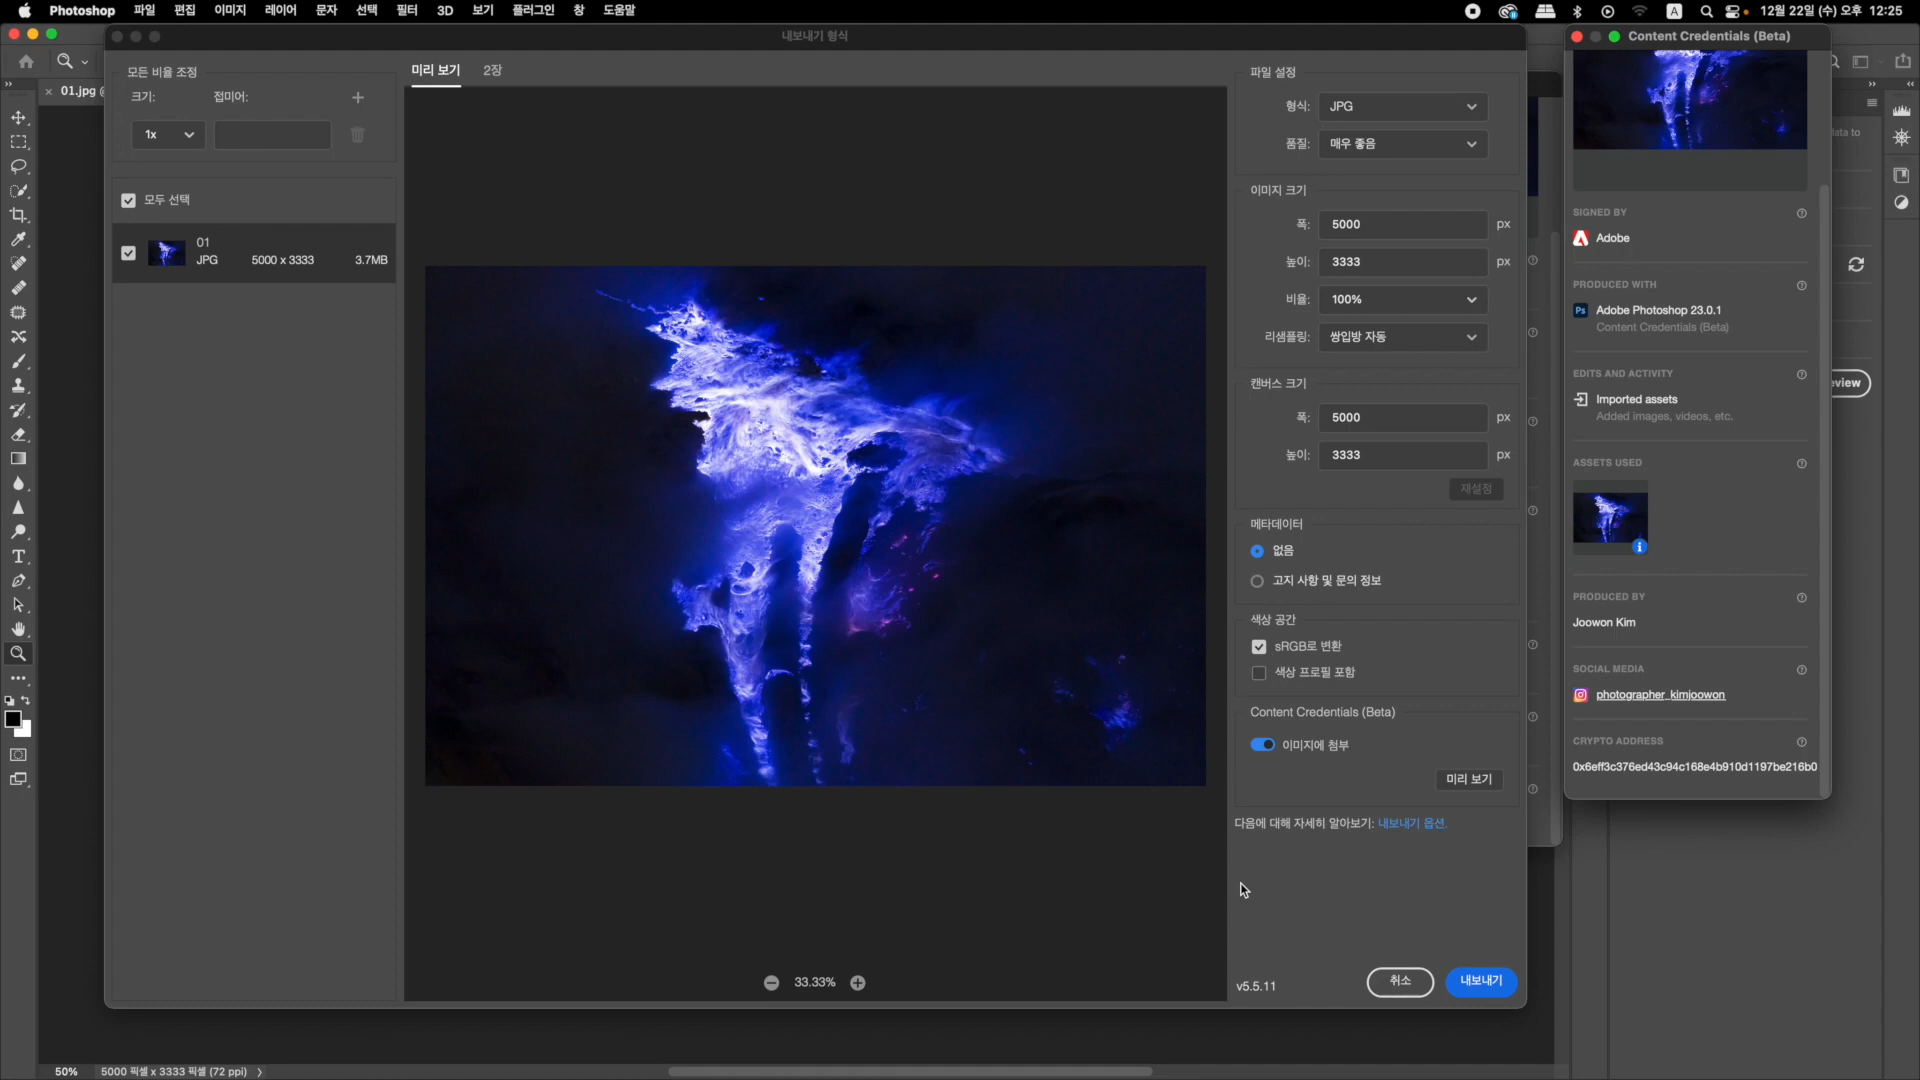 Photoshop 파일 편집 이미지 레이어 문자 선택 필터 3D 보기 플러그인 창 도움말
A
12월 22일 (수) 오후 12:25
내보내기 형식
Content Credentials (Beta)
01.jpg
모든 비율 조정
크기: 접미어:
1x
모두 선택
01
JPG 5000 x 3333 3.7MB
미리 보기 2장
33.33%
파일 설정
형식: JPG
품질: 매우 좋음
이미지 크기
폭: 5000 px
높이: 3333 px
비율: 100%
리샘플링: 쌍입방 자동
캔버스 크기
폭: 5000 px
높이: 3333 px
재설정
메타데이터
없음
고지 사항 및 문의 정보
색상 공간
sRGB로 변환
색상 프로필 포함
Content Credentials (Beta)
이미지에 첨부
미리 보기
다음에 대해 자세히 알아보기: 내보내기 옵션.
v5.5.11
취소 내보내기
SIGNED BY
Adobe
PRODUCED WITH
Ps Adobe Photoshop 23.0.1
Content Credentials (Beta)
EDITS AND ACTIVITY
Imported assets
Added images, videos, etc.
ASSETS USED
PRODUCED BY
Joowon Kim
SOCIAL MEDIA
photographer_kimjoowon
CRYPTO ADDRESS
0x6eff3c376ed43c94c168e4b910d1197be216b0
50% 5000 픽셀 x 3333 픽셀 (72 ppi)